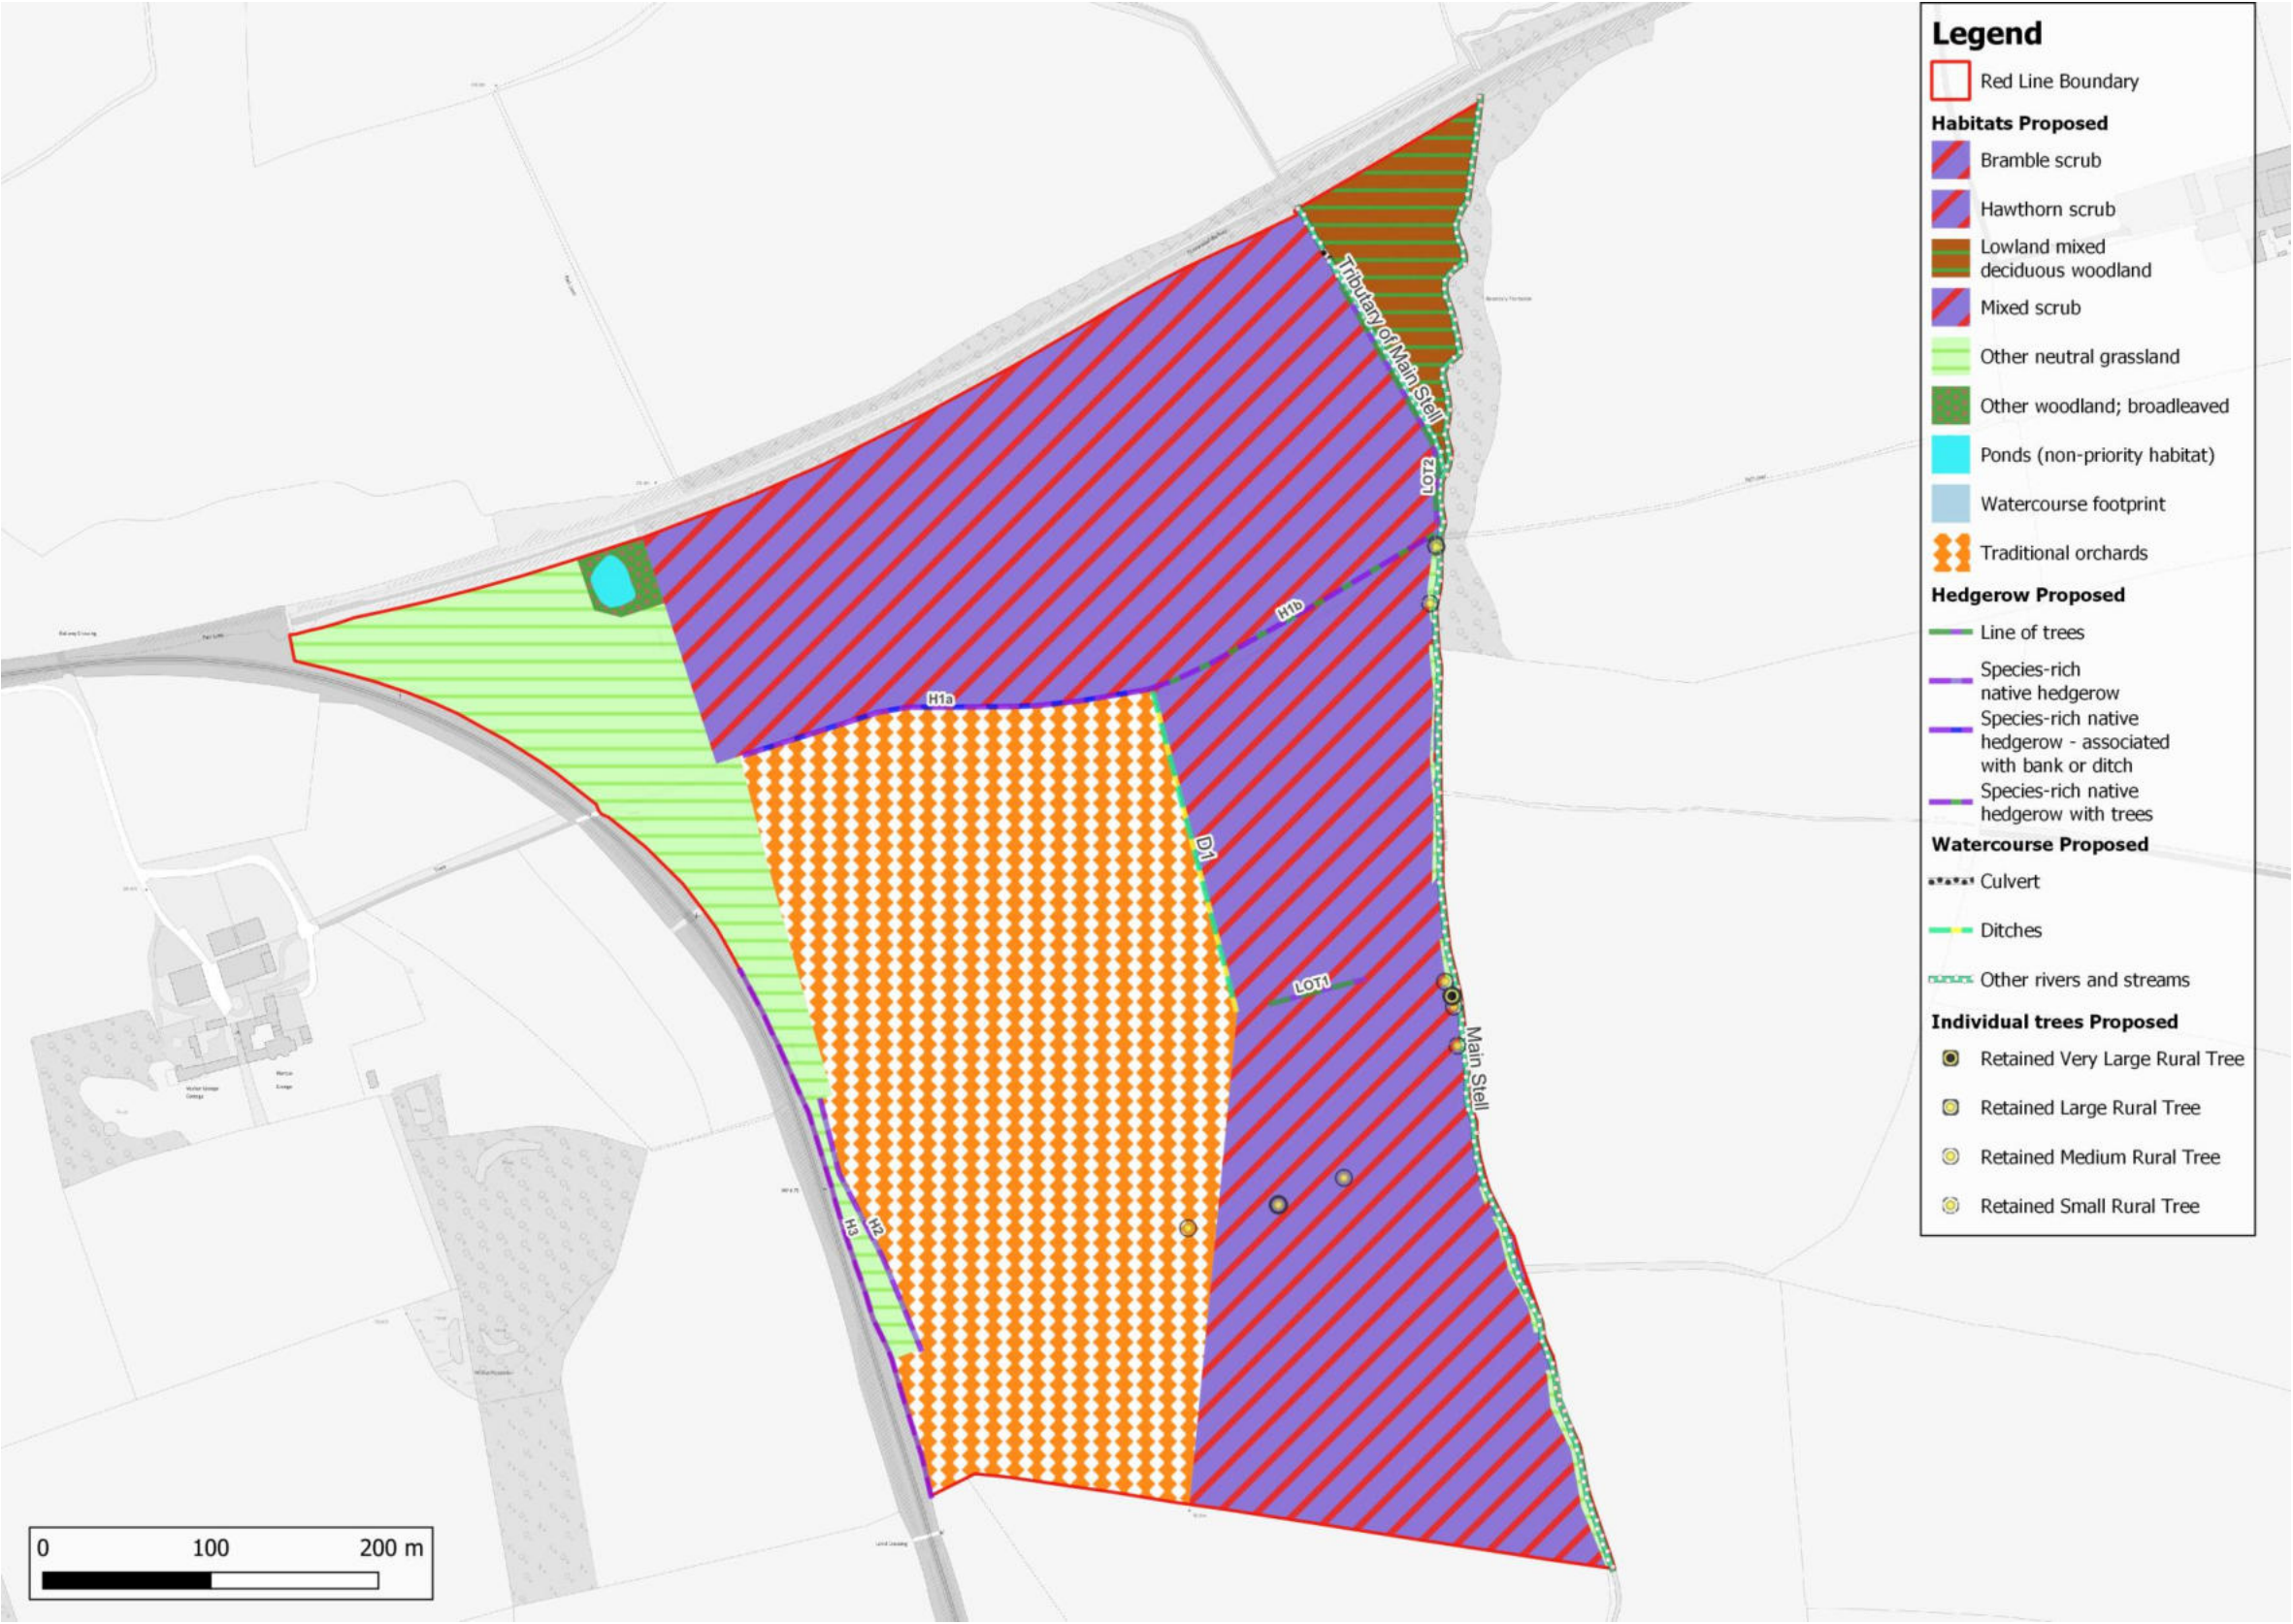 Legend
Red Line Boundary
Habitats Proposed
Bramble scrub
Hawthorn scrub
Lowland mixed
deciduous woodland
Mixed scrub
Other neutral grassland
Other woodland; broadleaved
Ponds (non-priority habitat)
Watercourse footprint
Traditional orchards
Hedgerow Proposed
Line of trees
Species-rich
native hedgerow
Species-rich native
hedgerow - associated
with bank or ditch
Species-rich native
hedgerow with trees
Watercourse Proposed
Culvert
Ditches
Other rivers and streams
Individual trees Proposed
Retained Very Large Rural Tree
Retained Large Rural Tree
Retained Medium Rural Tree
Retained Small Rural Tree
Tributary of Main Stell
LOT2
H1b
H1a
D1
LOT1
Main Stell
H3
H2
0 100 200 m